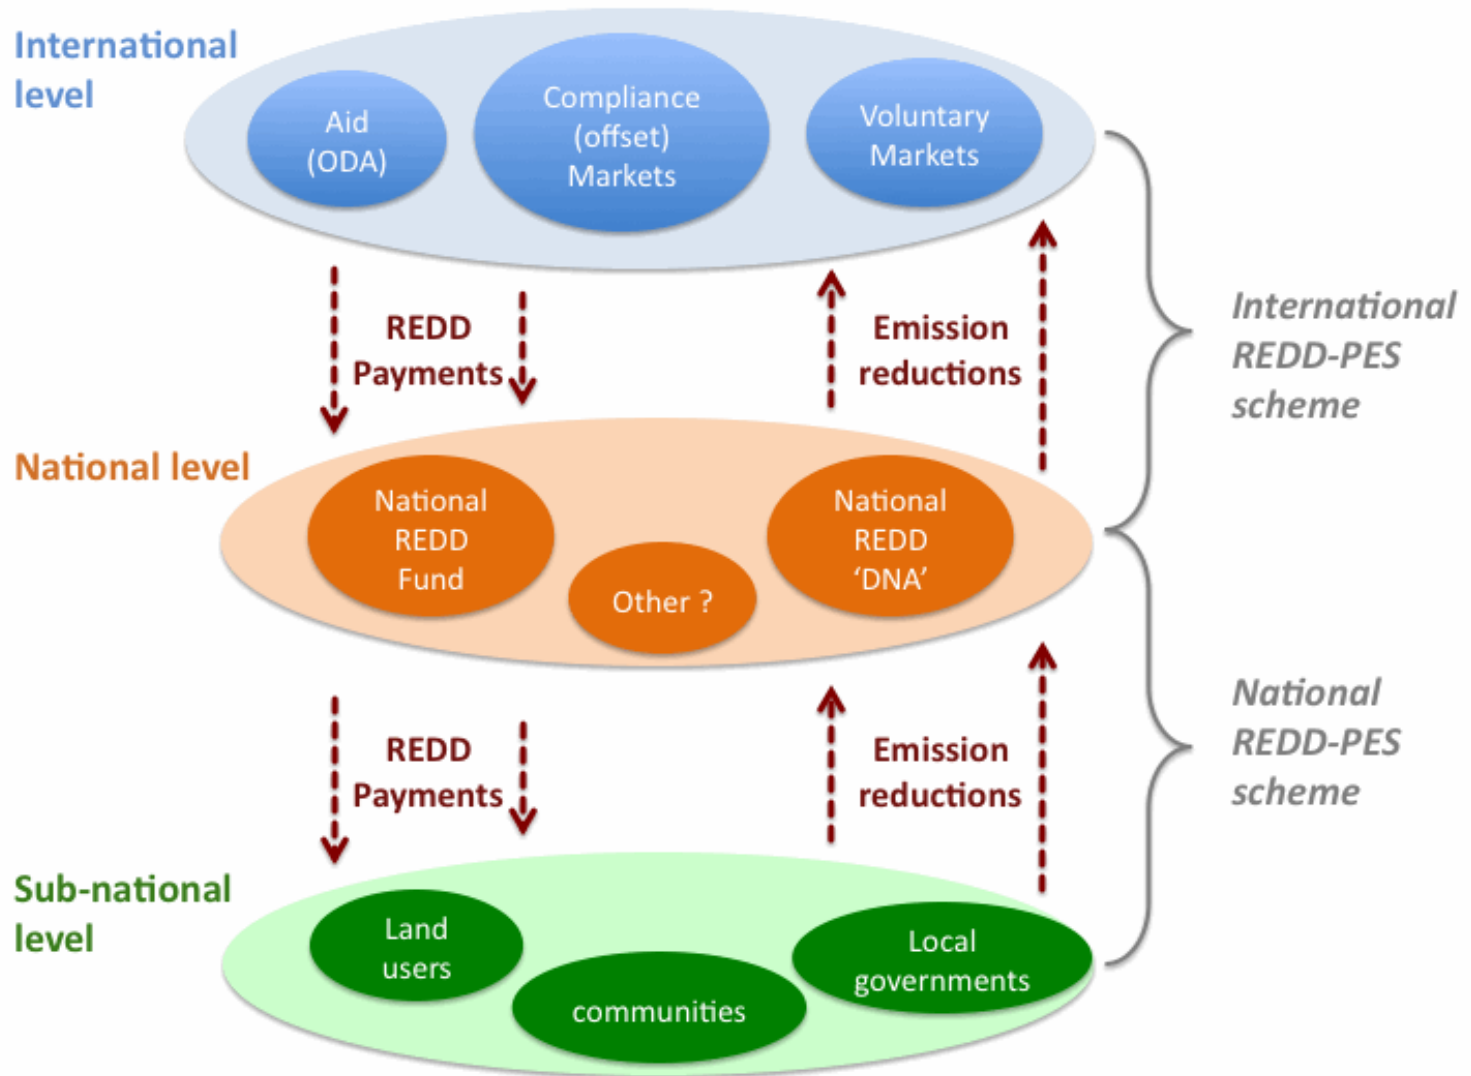 International
level
Aid
(ODA)
Compliance
(offset)
Markets
Voluntary
Markets
REDD
Payments
Emission
reductions
International
REDD-PES
scheme
National level
National
REDD
Fund
Other ?
National
REDD
‘DNA’
REDD
Payments
Emission
reductions
National
REDD-PES
scheme
Sub-national
level
Land
users
communities
Local
governments